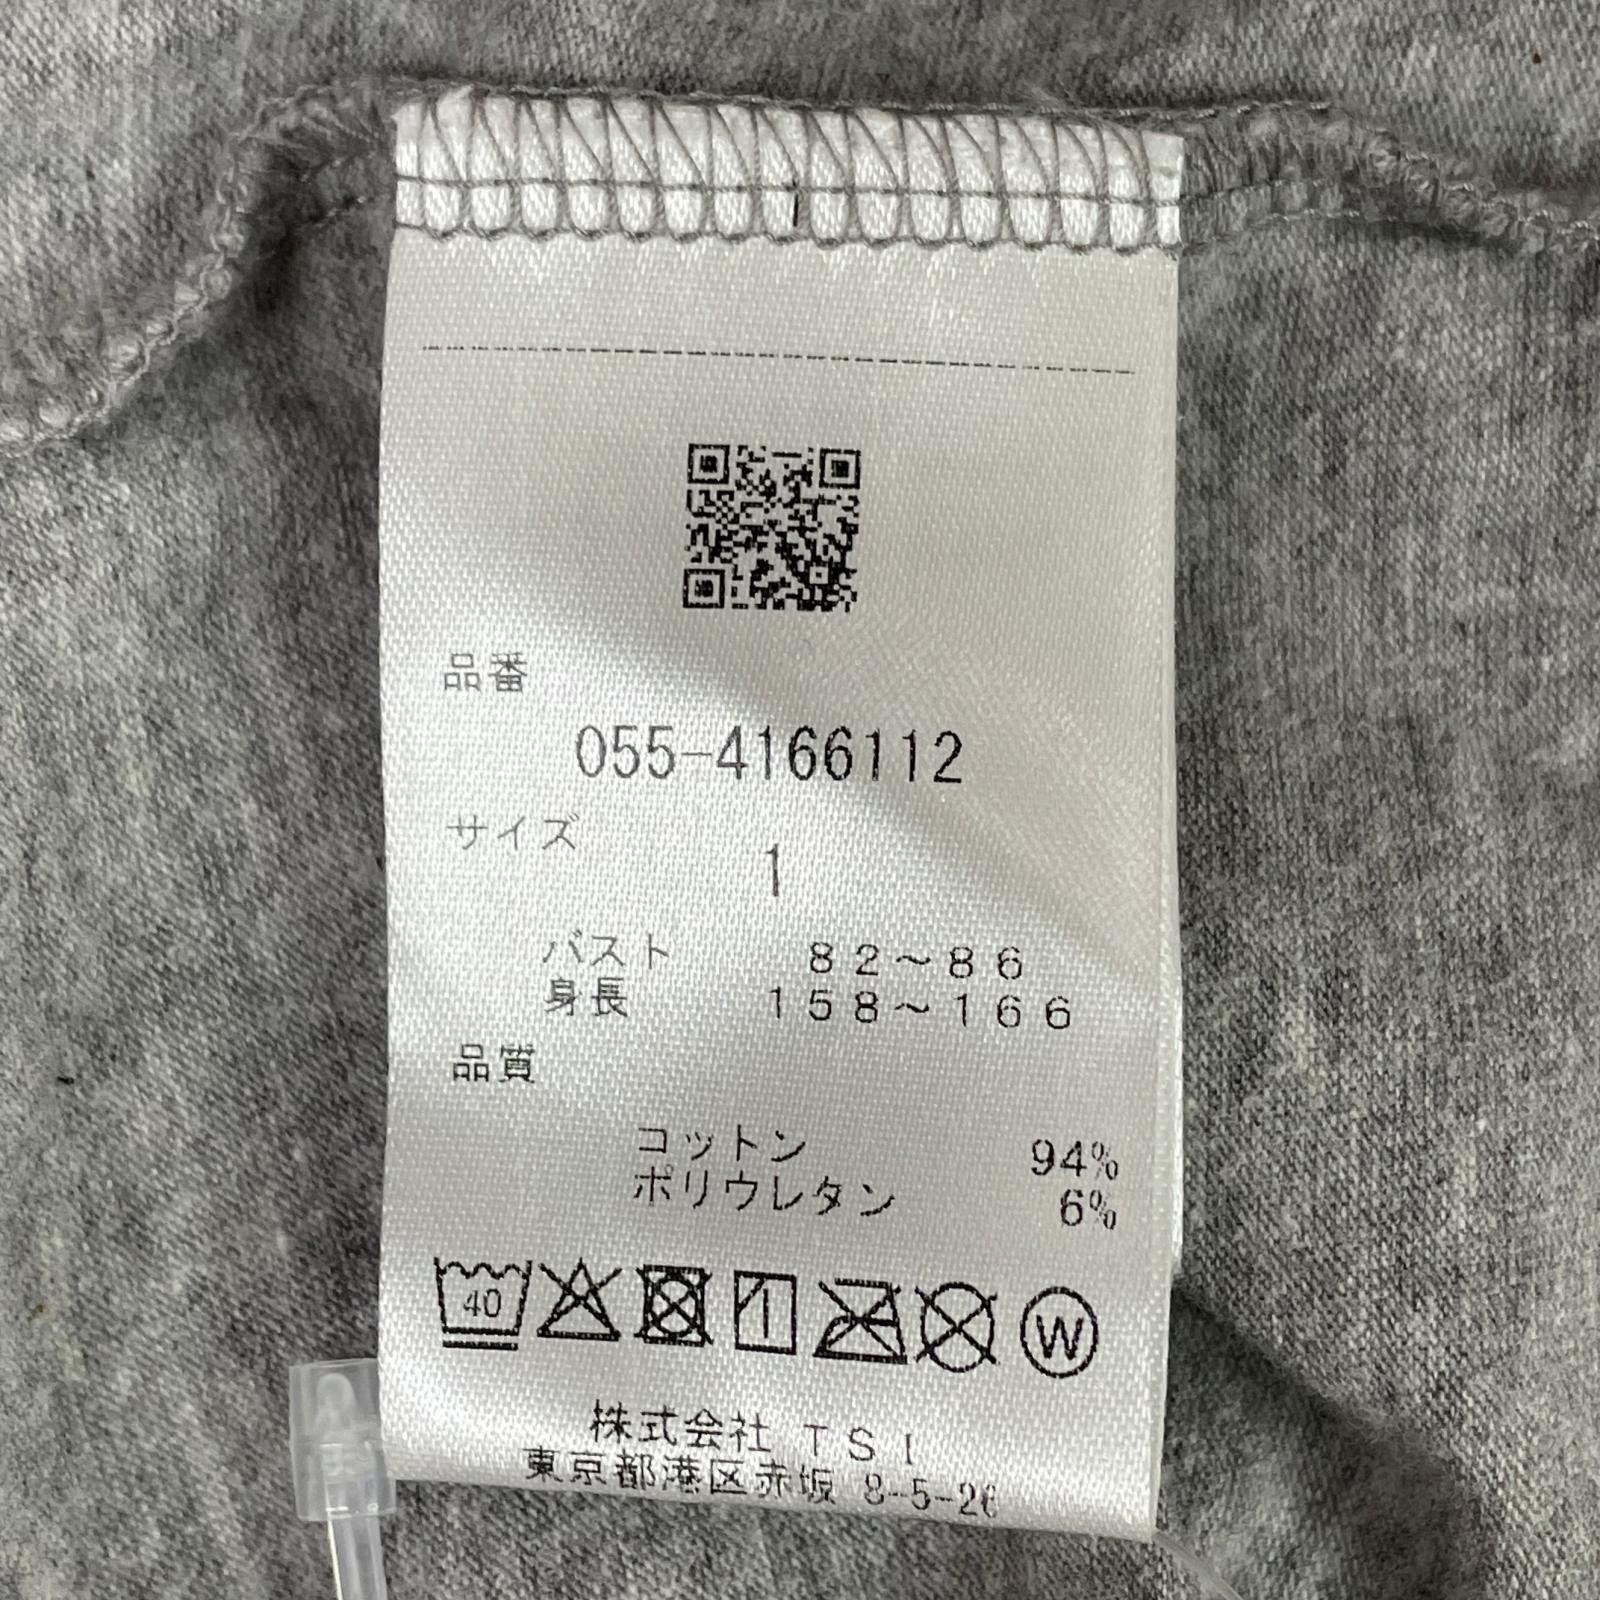 品番
055-4166112
サイズ
1
バスト 82～86
身長 158～166
品質
コットン 94%
ポリウレタン 6%
40
W
株式会社 TSI
東京都港区赤坂 8-5-26